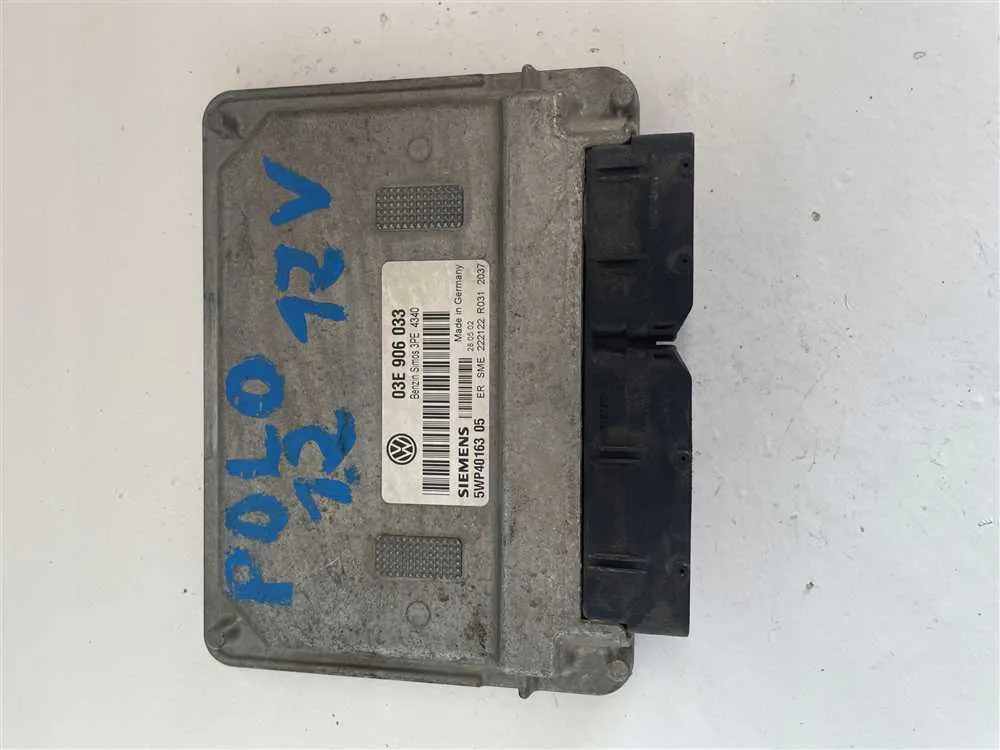 POLO 12V
1.2
03E 906 033
Benzin Simos 3PE 4340
Made in Germany
SIEMENS 28.05.02
5WP40163 05 ER SME 222122 R031 2037